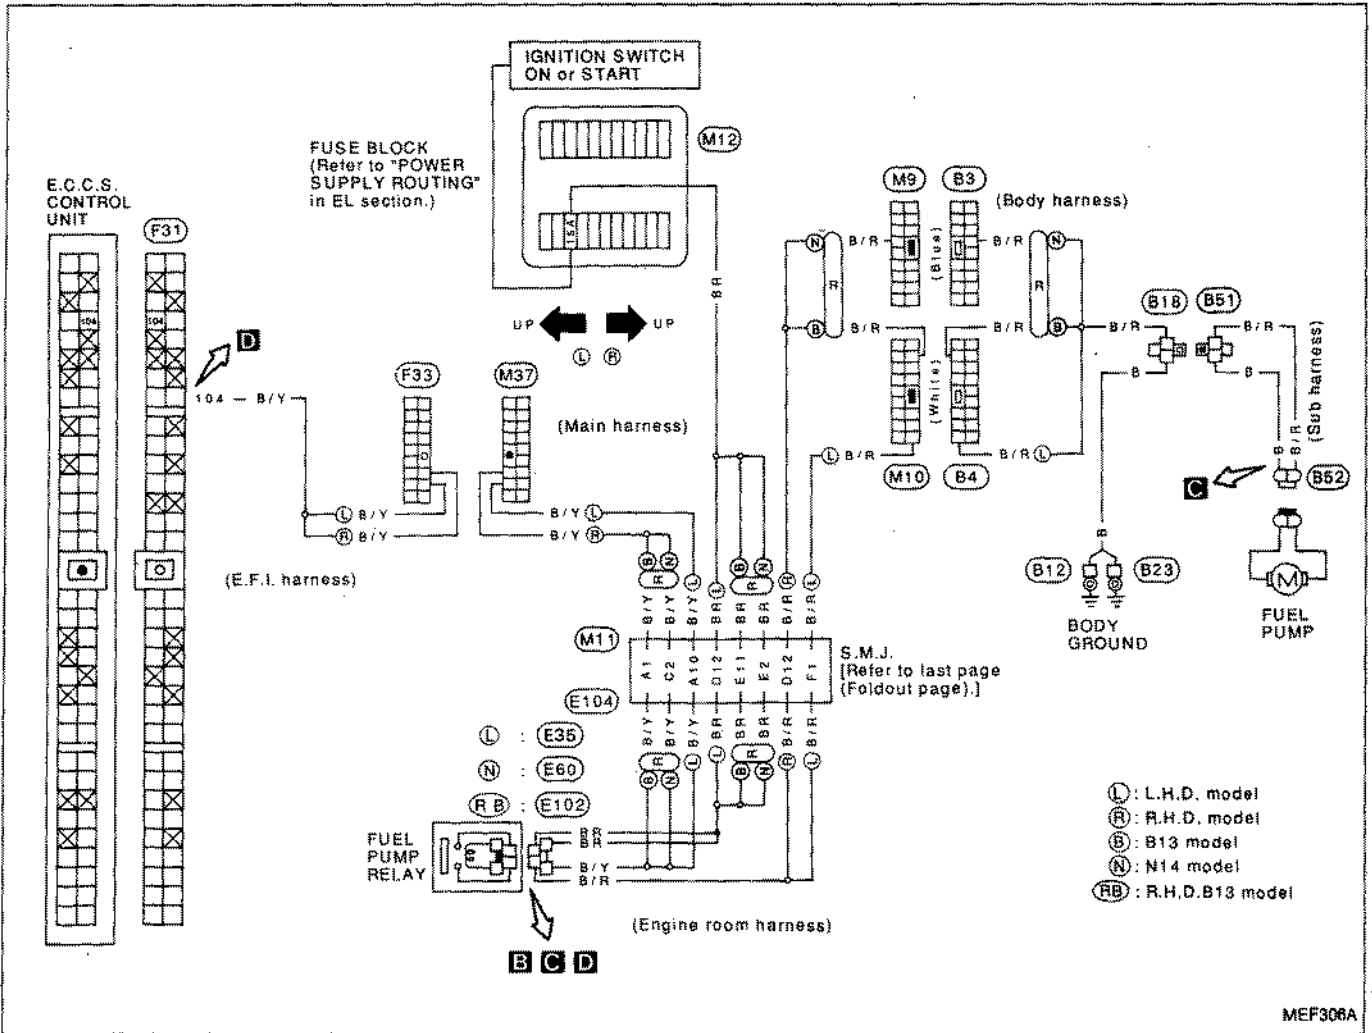 IGNITION SWITCH
ON or START
FUSE BLOCK
(Refer to "POWER
SUPPLY ROUTING"
in EL section.)
M12
15A
E.C.C.S.
CONTROL
UNIT
F31
104
104
D
104 — B/Y
UP
UP
L R
BR
F33
M37
(Main harness)
L B/Y
R B/Y
B/Y L
B/Y R
(E.F.I. harness)
M9
B3
(Body harness)
N
B/R
(Blue)
B/R
N
R
R
B
B/R
B/R
B
(White)
L B/R
B/R L
M10
B4
B18
B51
B/R
B/R
B
B
(Sub harness)
B
B/R
C
B52
B
B12
B23
BODY
GROUND
M
FUEL
PUMP
B N
R
L
L
B N
R
R
L
B/Y
B/Y
B/Y
BR
BR
BR
B/R
B/R
M11
A1
C2
A10
D12
E11
E2
D12
F1
S.M.J.
[Refer to last page
(Foldout page).]
E104
B/Y
B/Y
B/Y
BR
BR
BR
B/R
B/R
R
B N
L
L
R
B N
R
L
L : E35
N : E60
RB : E102
FUEL
PUMP
RELAY
BR
BR
B/Y
B/R
(Engine room harness)
B C D
L : L.H.D. model
R : R.H.D. model
B : B13 model
N : N14 model
RB : R.H.D.B13 model
MEF306A